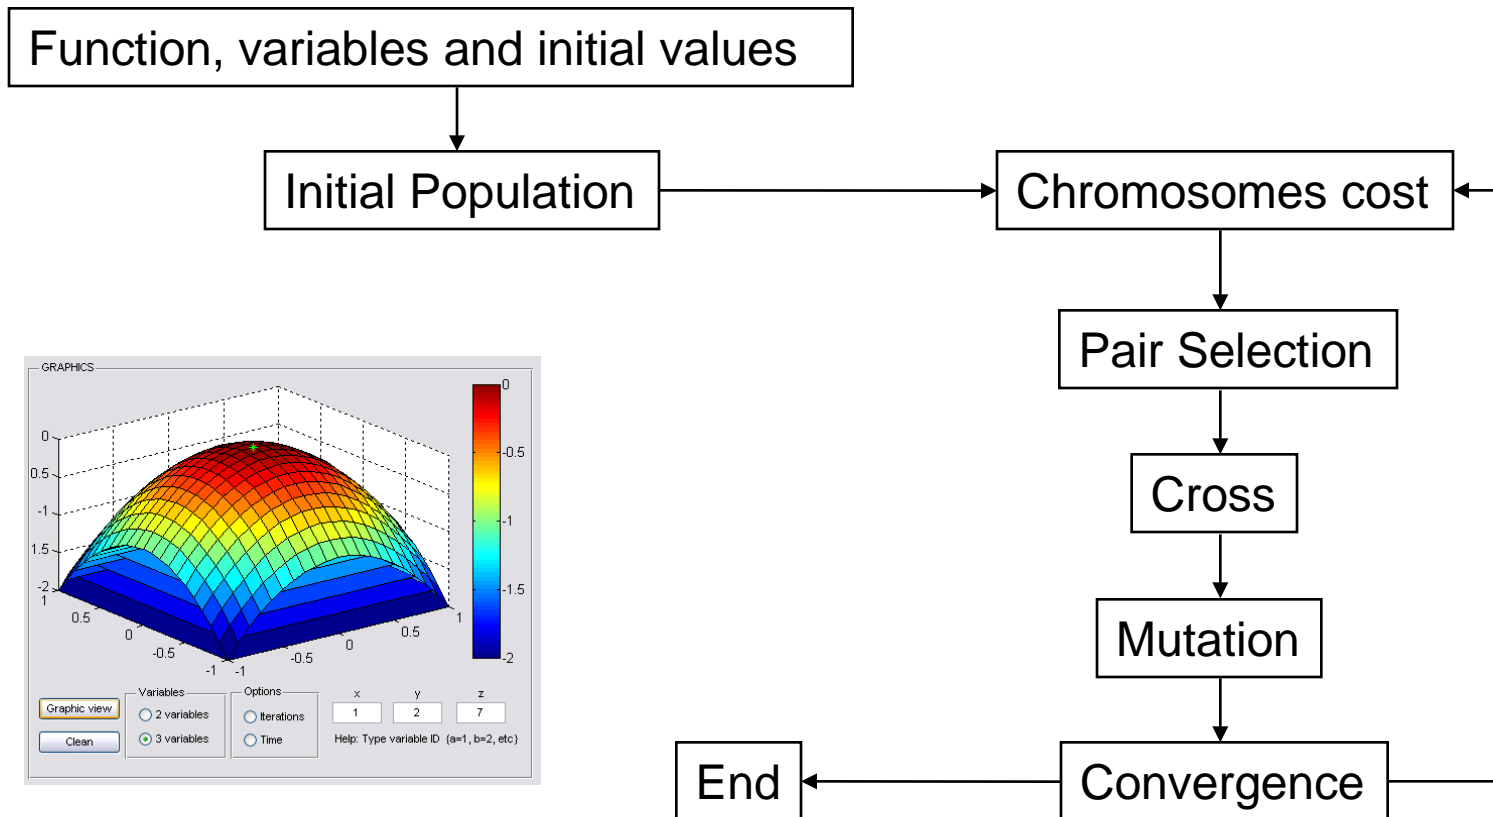 Function, variables and initial values
Initial Population
Chromosomes cost
Pair Selection
Cross
Mutation
Convergence
End
GRAPHICS
0
0.5
-1
1.5
-2
1
0.5
0
-0.5
-1
-1
-0.5
0
0.5
1
0
-0.5
-1
-1.5
-2
Graphic view
Clean
Variables
2 variables
3 variables
Options
Iterations
Time
x y z
1 2 7
Help: Type variable ID (a=1, b=2, etc)